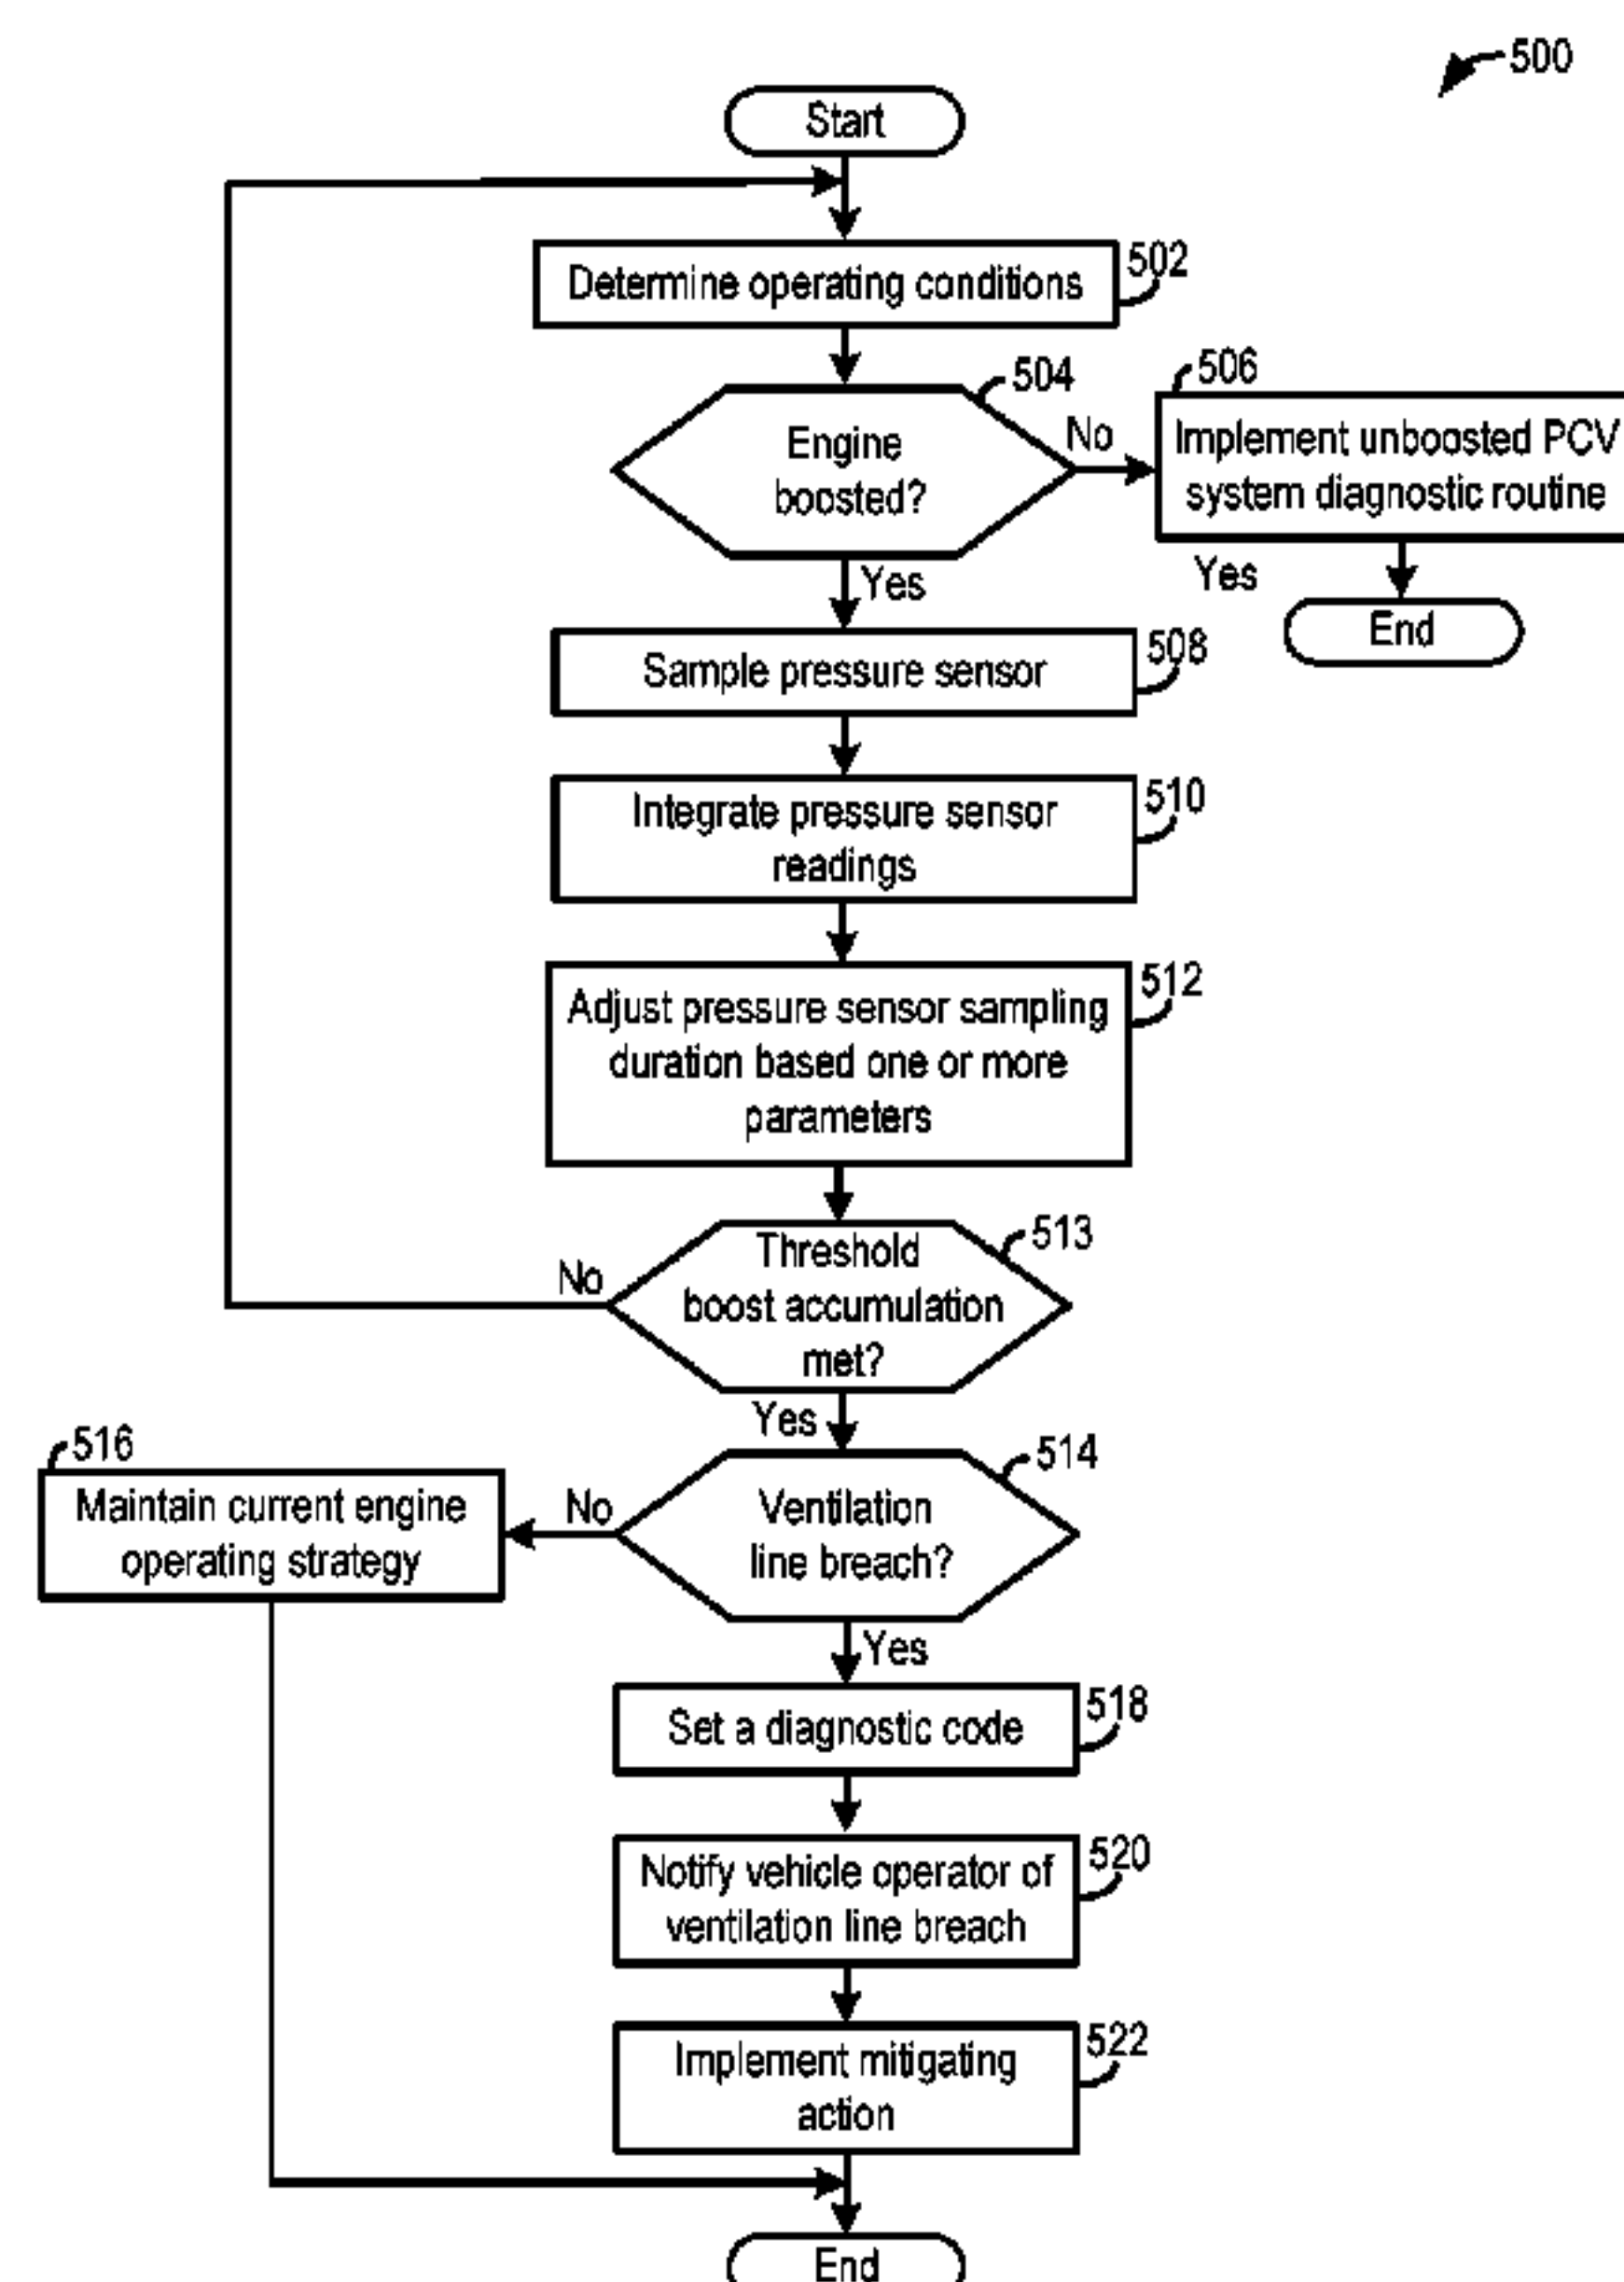 500
Start
Determine operating conditions
502
Engine
boosted?
504
No
506
Implement unboosted PCV
system diagnostic routine
Yes
Yes
End
Sample pressure sensor
508
Integrate pressure sensor
readings
510
Adjust pressure sensor sampling
duration based one or more
parameters
512
Threshold
boost accumulation
met?
513
No
Yes
Ventilation
line breach?
514
No
516
Maintain current engine
operating strategy
Yes
Set a diagnostic code
518
Notify vehicle operator of
ventilation line breach
520
Implement mitigating
action
522
End